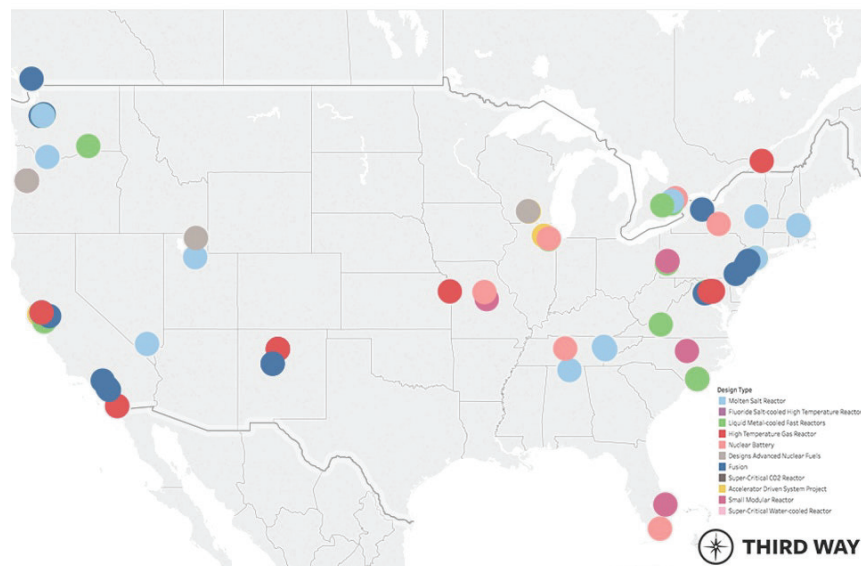 Design Type
Molten Salt Reactor
Fluoride Salt-cooled High Temperature Reactor
Liquid Metal-cooled Fast Reactors
High Temperature Gas Reactor
Nuclear Battery
Designs Advanced Nuclear Fuels
Fusion
Super-Critical CO2 Reactor
Accelerator Driven System Project
Small Modular Reactor
Super-Critical Water-cooled Reactor
THIRD WAY